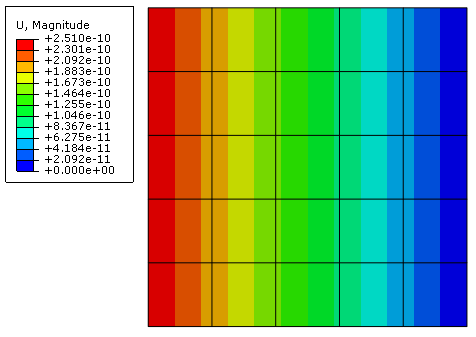 U, Magnitude
+2.510e-10
+2.301e-10
+2.092e-10
+1.883e-10
+1.673e-10
+1.464e-10
+1.255e-10
+1.046e-10
+8.367e-11
+6.275e-11
+4.184e-11
+2.092e-11
+0.000e+00